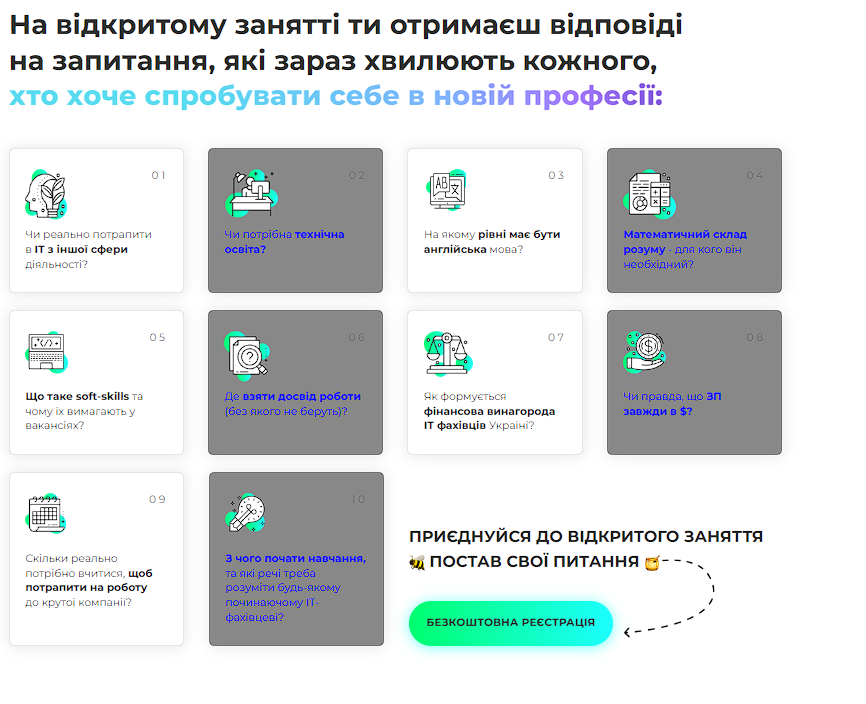 На відкритому занятті ти отримаєш відповіді
на запитання, які зараз хвилюють кожного,
хто хоче спробувати себе в новій професії:
01
Чи реально потрапити
в ІТ з іншої сфери
діяльності?
02
Чи потрібна технічна
освіта?
03
На якому рівні має бути
англійська мова?
04
Математичний склад
розуму - для кого він
необхідний?
05
Що таке soft-skills та
чому їх вимагають у
вакансіях?
06
Де взяти досвід роботи
(без якого не беруть)?
07
Як формується
фінансова винагорода
ІТ фахівців Україні?
08
Чи правда, що ЗП
завжди в $?
09
Скільки реально
потрібно вчитися, щоб
потрапити на роботу
до крутої компанії?
10
З чого почати навчання,
та які речі треба
розуміти будь-якому
починаючому ІТ-
фахівцеві?
ПРИЄДНУЙСЯ ДО ВІДКРИТОГО ЗАНЯТТЯ
🐝 ПОСТАВ СВОЇ ПИТАННЯ 🍯
БЕЗКОШТОВНА РЕЄСТРАЦІЯ